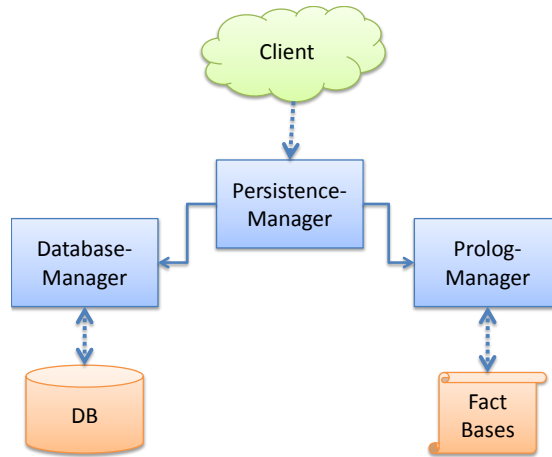 Client
Persistence-
Manager
Database-
Manager
Prolog-
Manager
DB
Fact
Bases